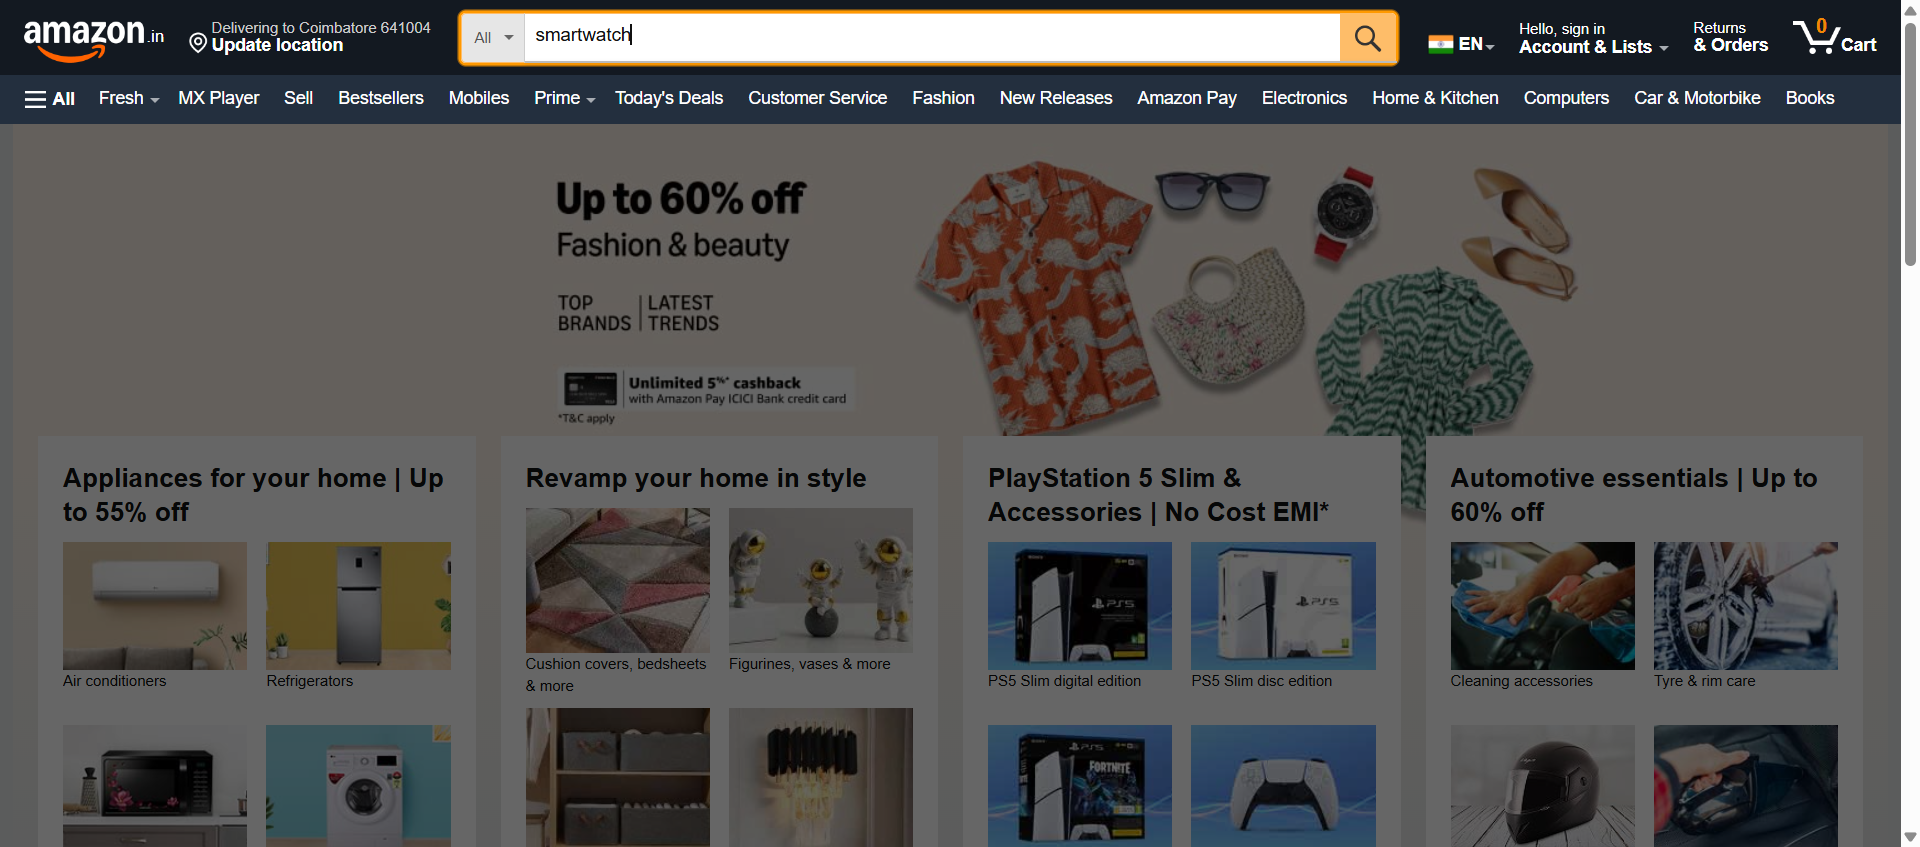 amazon.in
Delivering to Coimbatore 641004
Update location
All
smartwatch
EN
Hello, sign in
Account & Lists
Returns
& Orders
0
Cart
All
Fresh
MX Player
Sell
Bestsellers
Mobiles
Prime
Today's Deals
Customer Service
Fashion
New Releases
Amazon Pay
Electronics
Home & Kitchen
Computers
Car & Motorbike
Books
Up to 60% off
Fashion & beauty
TOP BRANDS
LATEST TRENDS
Unlimited 5%* cashback
with Amazon Pay ICICI Bank credit card
*T&C apply
Appliances for your home | Up
to 55% off
Air conditioners
Refrigerators
Revamp your home in style
Cushion covers, bedsheets
& more
Figurines, vases & more
PlayStation 5 Slim &
Accessories | No Cost EMI*
PS5
PS5
PS5 Slim digital edition
PS5 Slim disc edition
PS5
FORTNITE
Automotive essentials | Up to
60% off
Cleaning accessories
Tyre & rim care